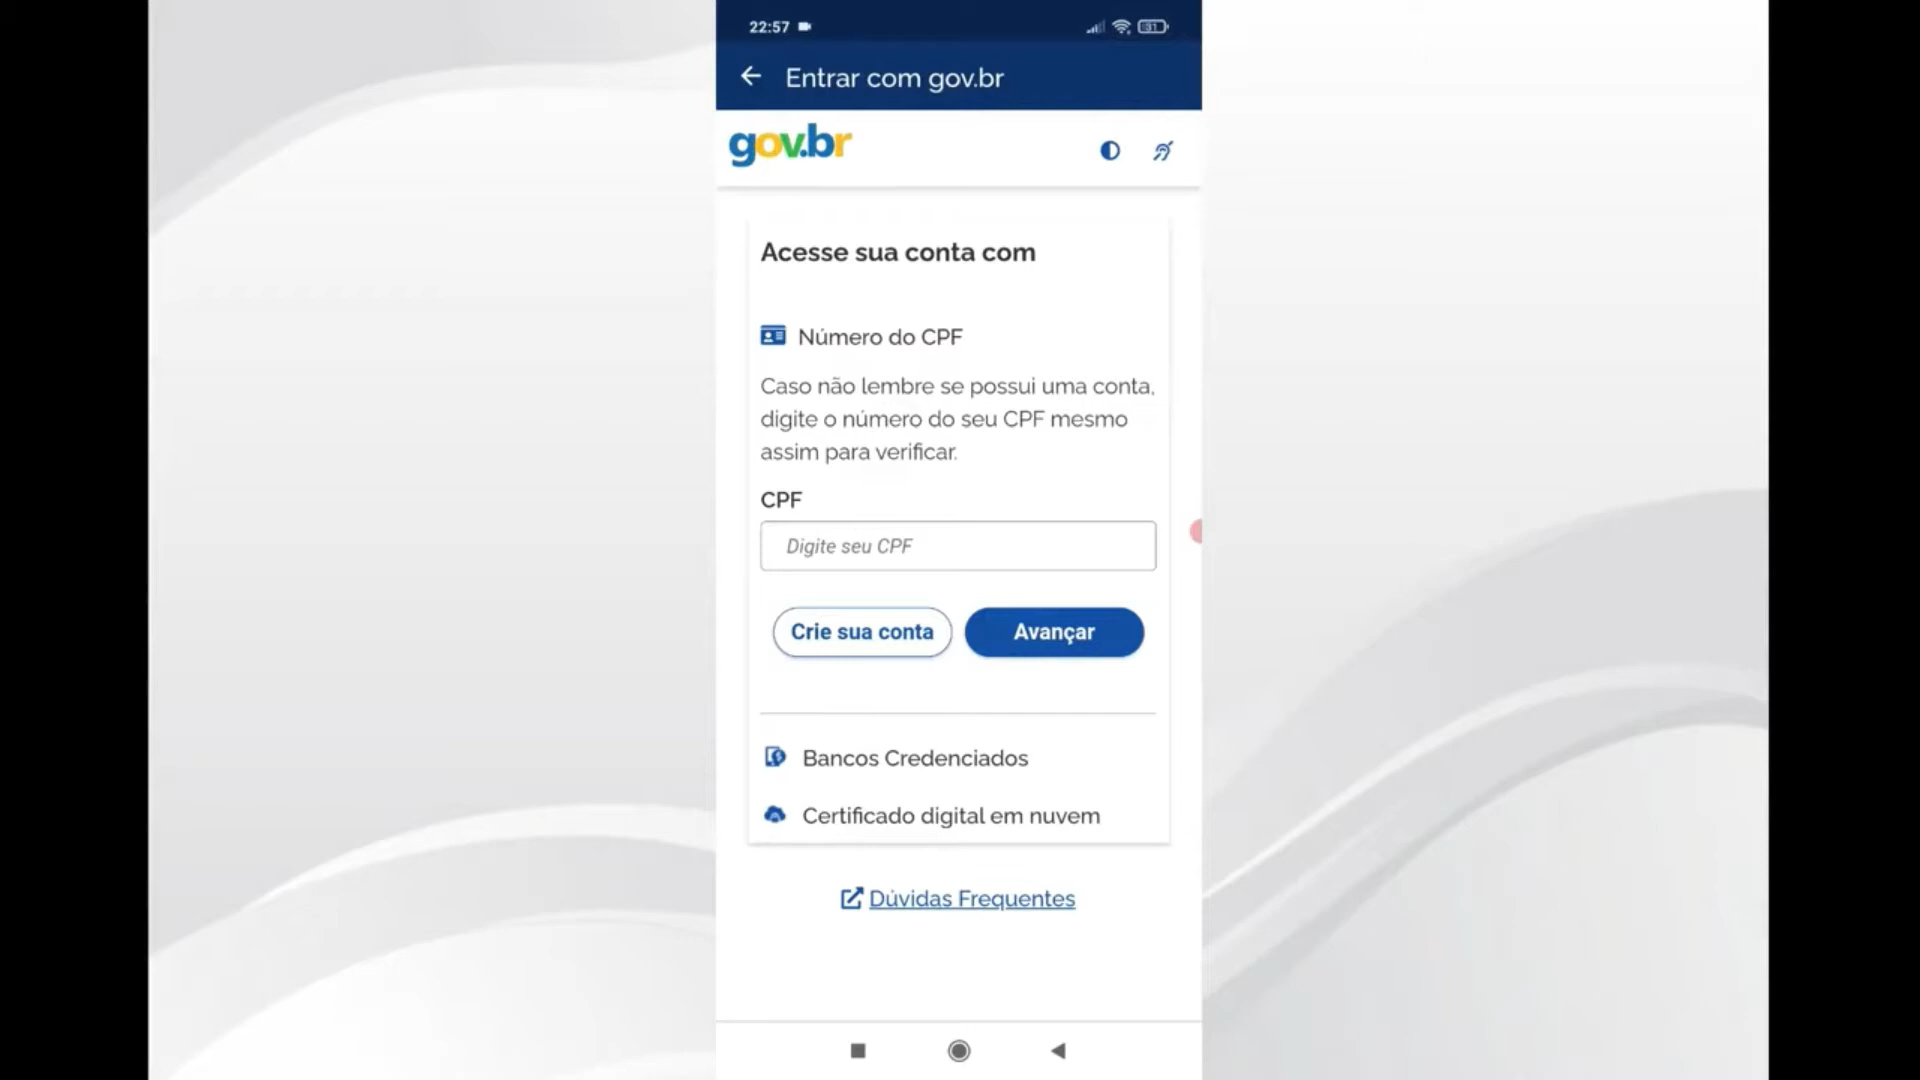 22:57
31
Entrar com gov.br
gov.br
Acesse sua conta com
Número do CPF
Caso não lembre se possui uma conta,
digite o número do seu CPF mesmo
assim para verificar.
CPF
Digite seu CPF
Crie sua conta
Avançar
Bancos Credenciados
Certificado digital em nuvem
Dúvidas Frequentes